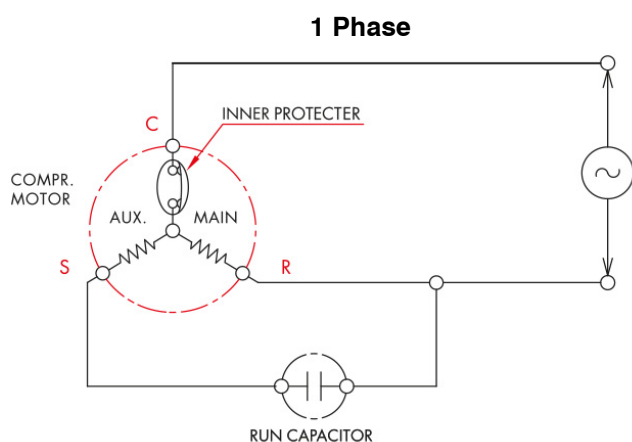 1 Phase
C
INNER PROTECTER
COMPR.
MOTOR
AUX.
MAIN
S
R
RUN CAPACITOR